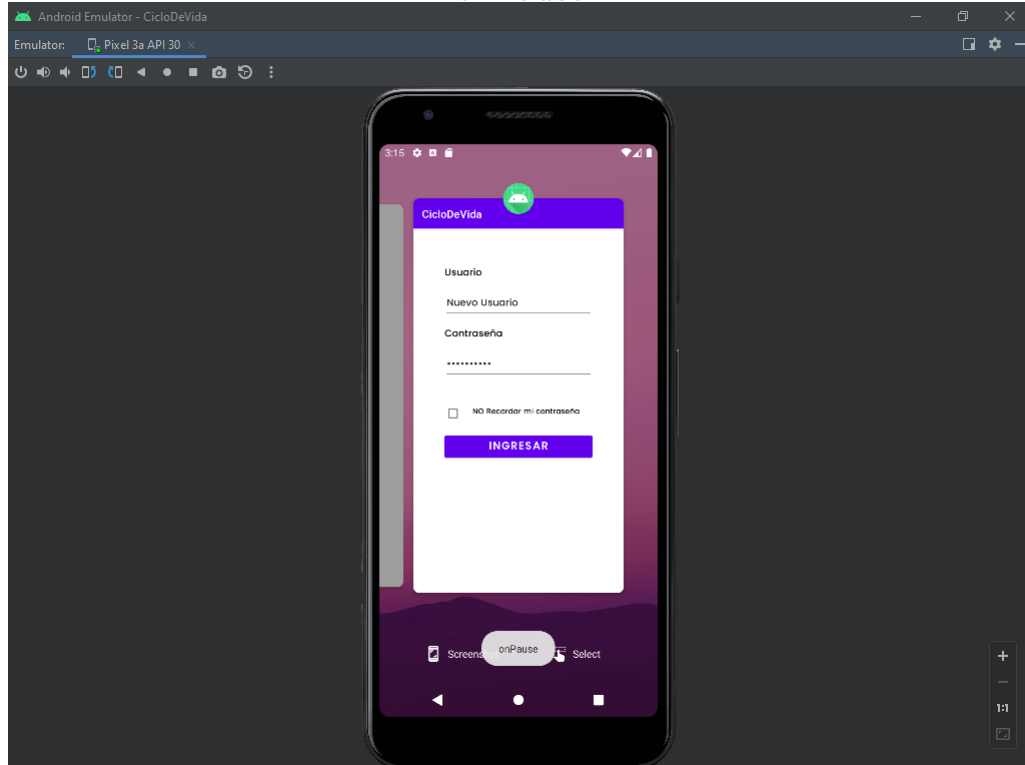 Android Emulator - CicloDeVida
Emulator: Pixel 3a API 30
3:15
CicloDeVida
Usuario
Nuevo Usuario
Contraseña
••••••••••
NO Recordar mi contraseña
INGRESAR
Screens
onPause
Select
1:1